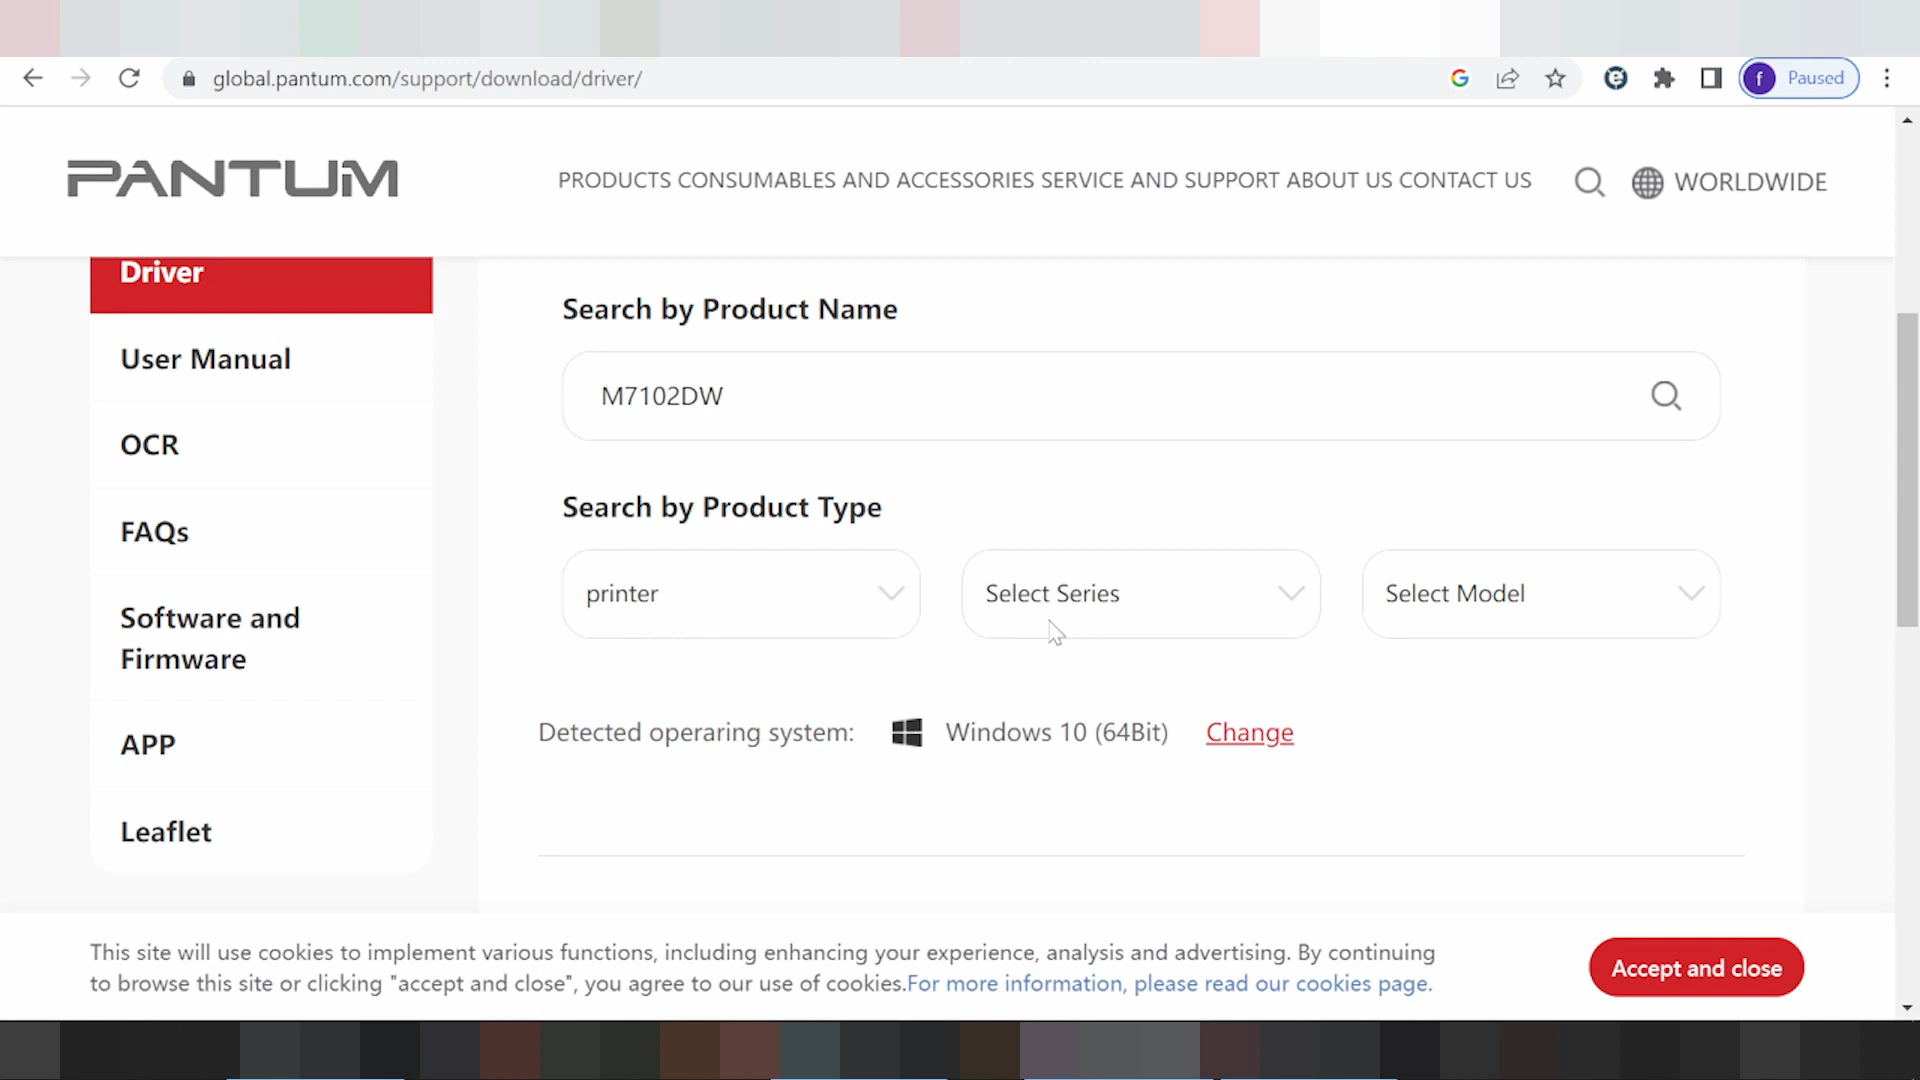 global.pantum.com/support/download/driver/
f Paused
PANTUM
PRODUCTS CONSUMABLES AND ACCESSORIES SERVICE AND SUPPORT ABOUT US CONTACT US
WORLDWIDE
Driver
User Manual
OCR
FAQs
Software and
Firmware
APP
Leaflet
Search by Product Name
M7102DW
Search by Product Type
printer
Select Series
Select Model
Detected operaring system:
Windows 10 (64Bit)
Change
This site will use cookies to implement various functions, including enhancing your experience, analysis and advertising. By continuing
to browse this site or clicking "accept and close", you agree to our use of cookies.For more information, please read our cookies page.
Accept and close